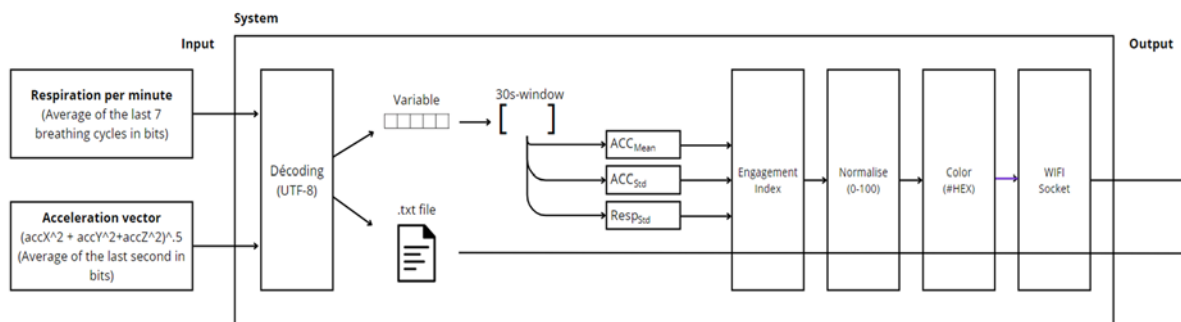 System
Input
Output
Respiration per minute
(Average of the last 7
breathing cycles in bits)
Acceleration vector
(accX^2 + accY^2+accZ^2)^.5
(Average of the last second in
bits)
Décoding
(UTF-8)
Variable
30s-window
[ ]
.txt file
ACCMean
ACCStd
RespStd
Engagement
Index
Normalise
(0-100)
Color
(#HEX)
WIFI
Socket